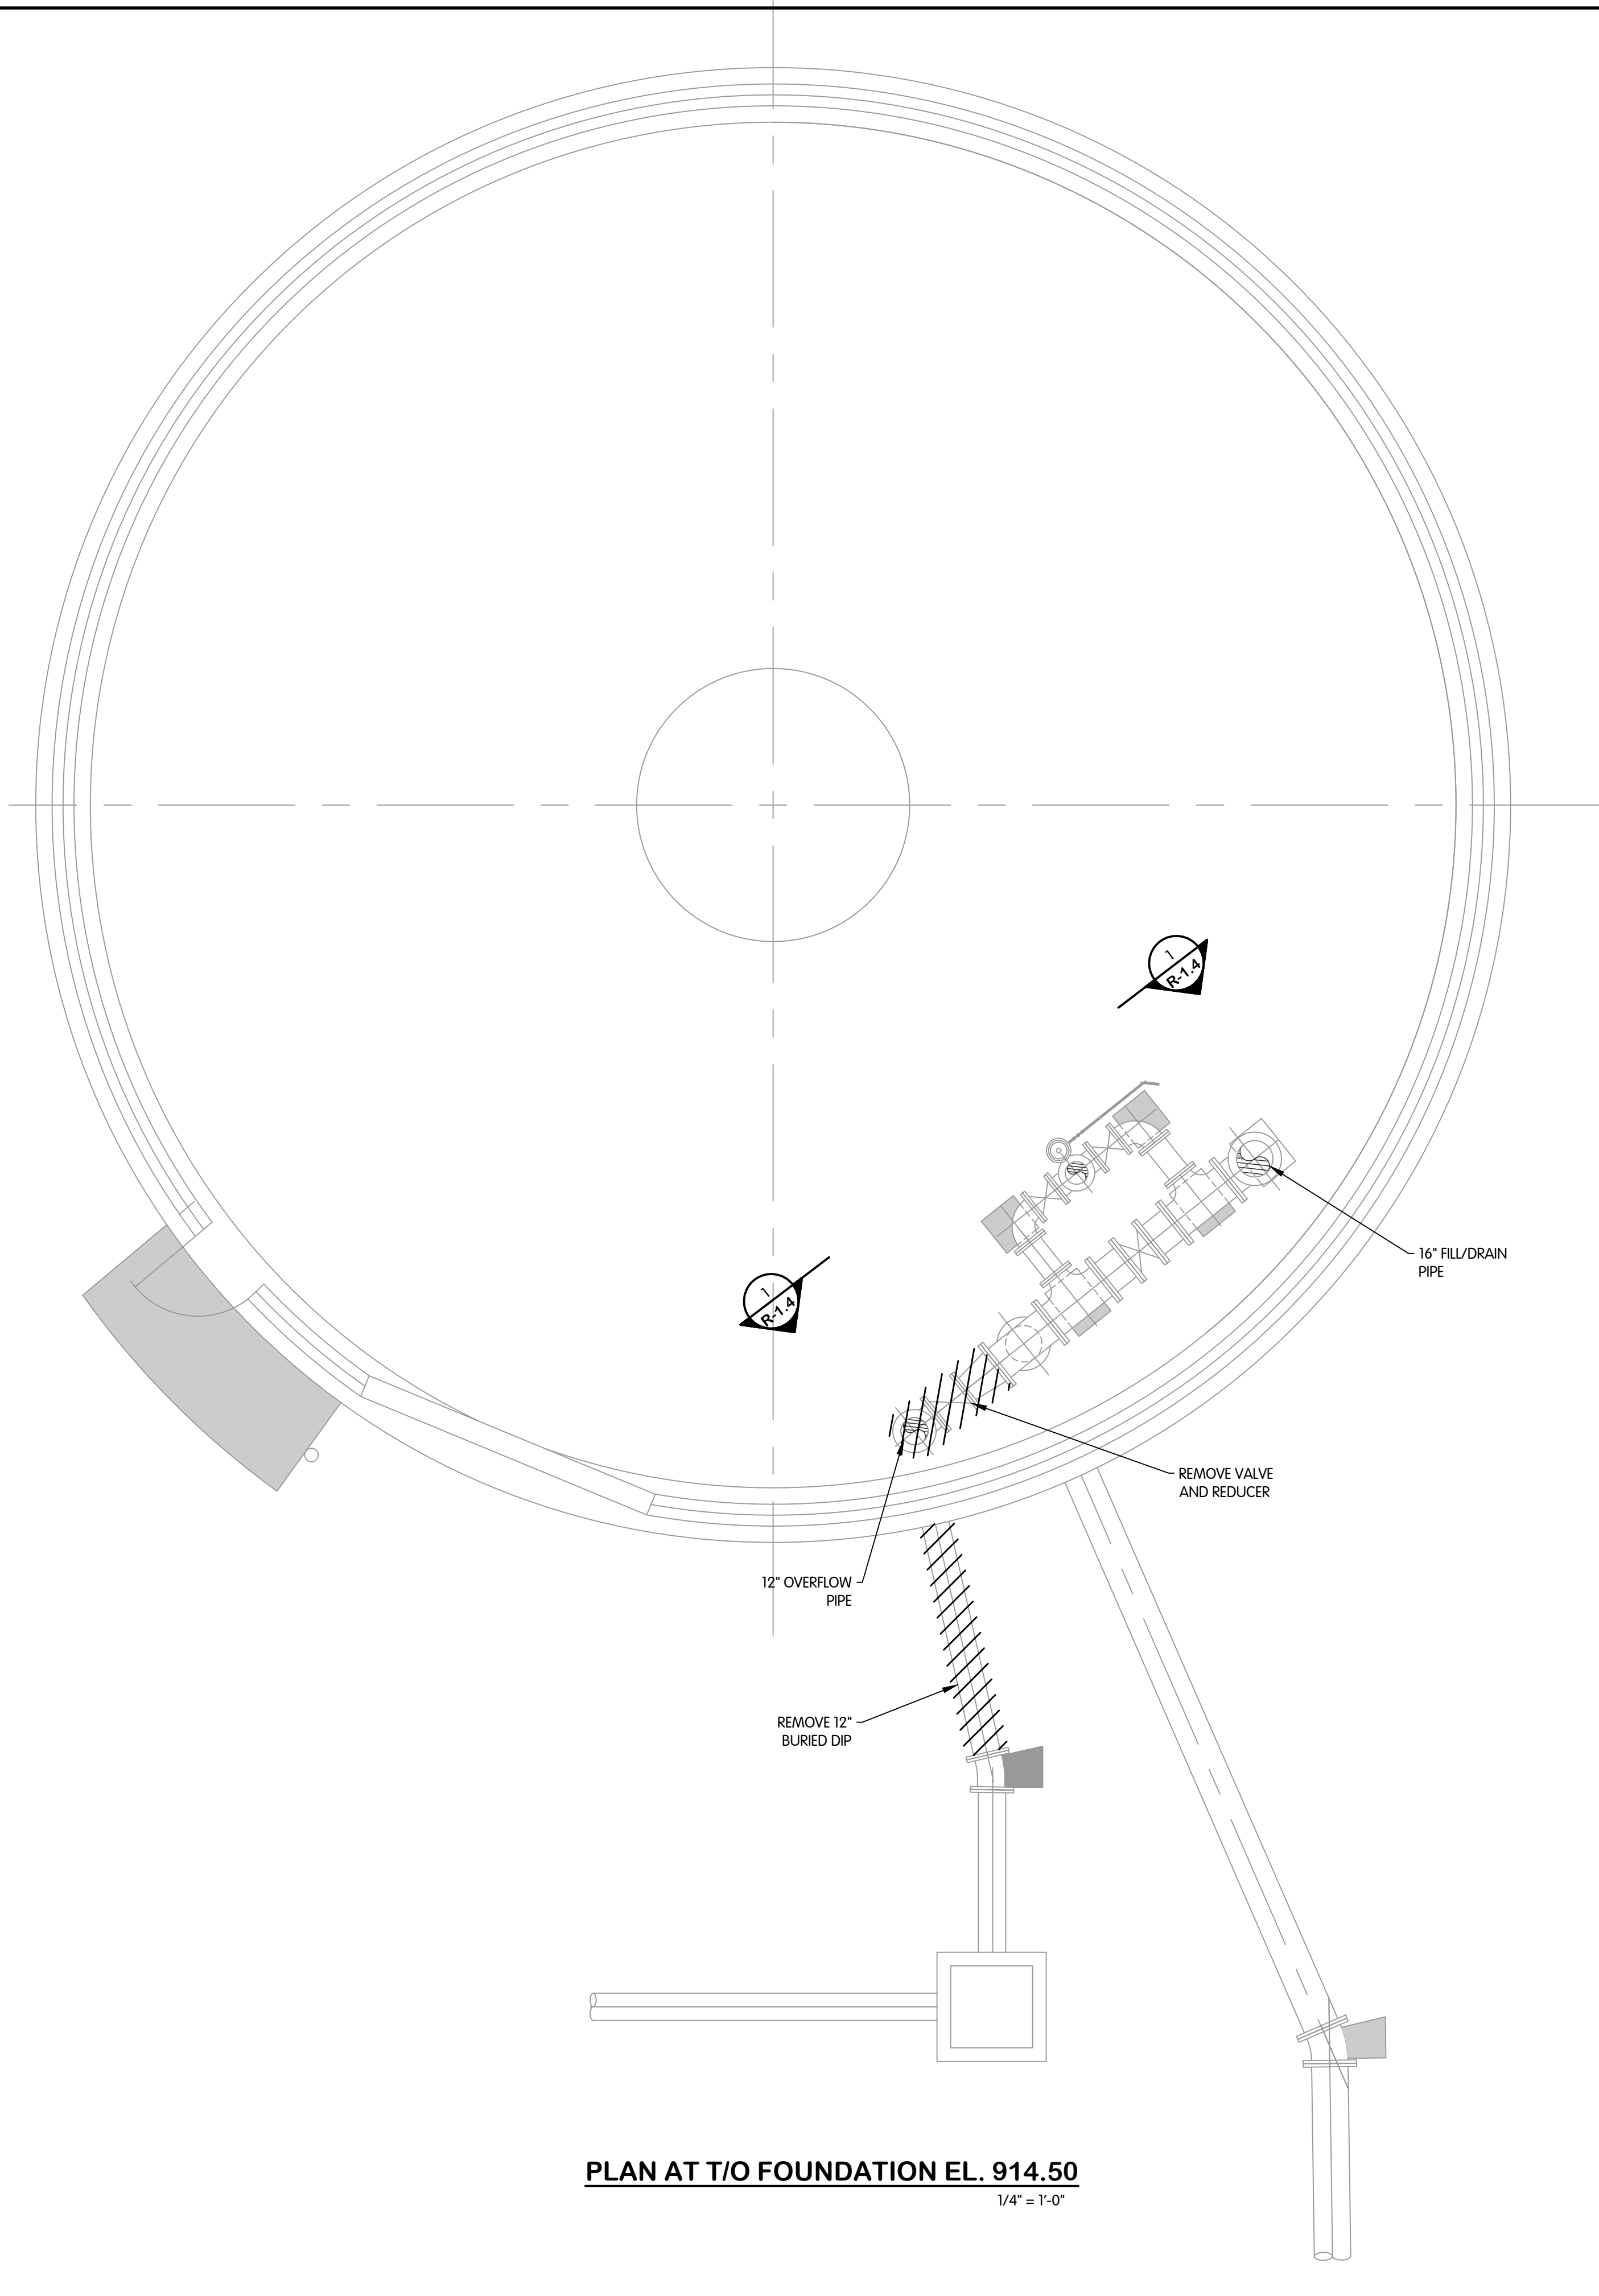 1
R-1.4
16" FILL/DRAIN
PIPE
1
R-1.4
REMOVE VALVE
AND REDUCER
12" OVERFLOW
PIPE
REMOVE 12"
BURIED DIP
PLAN AT T/O FOUNDATION EL. 914.50
1/4" = 1'-0"